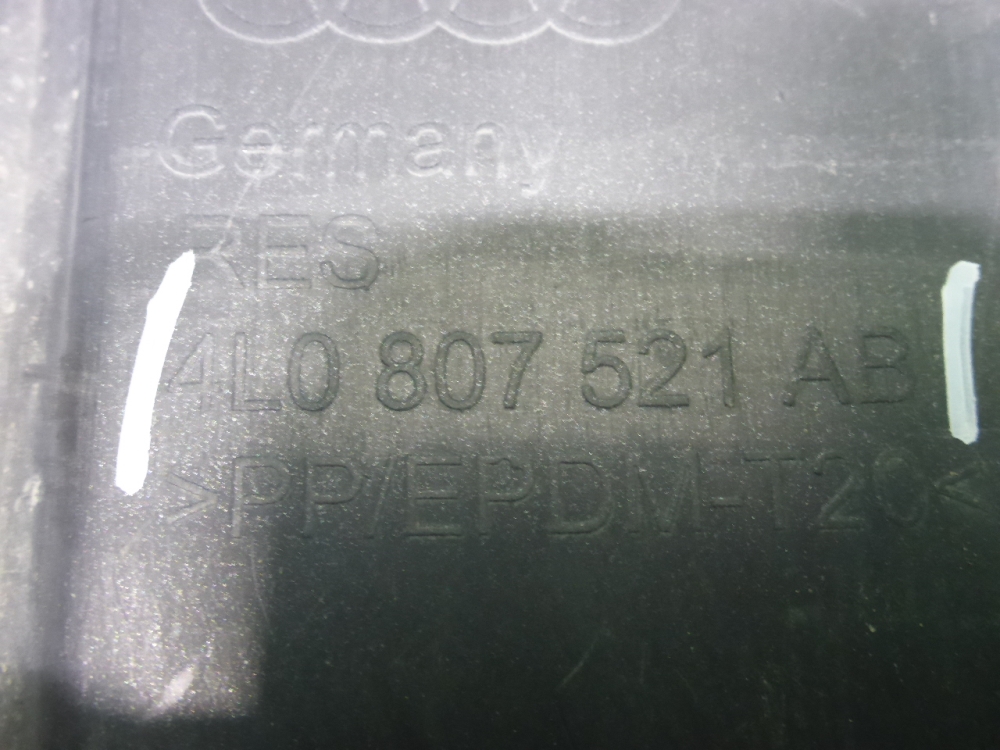 Germany
RES
4L0 807 521 AB
>PP/EPDM-T20<